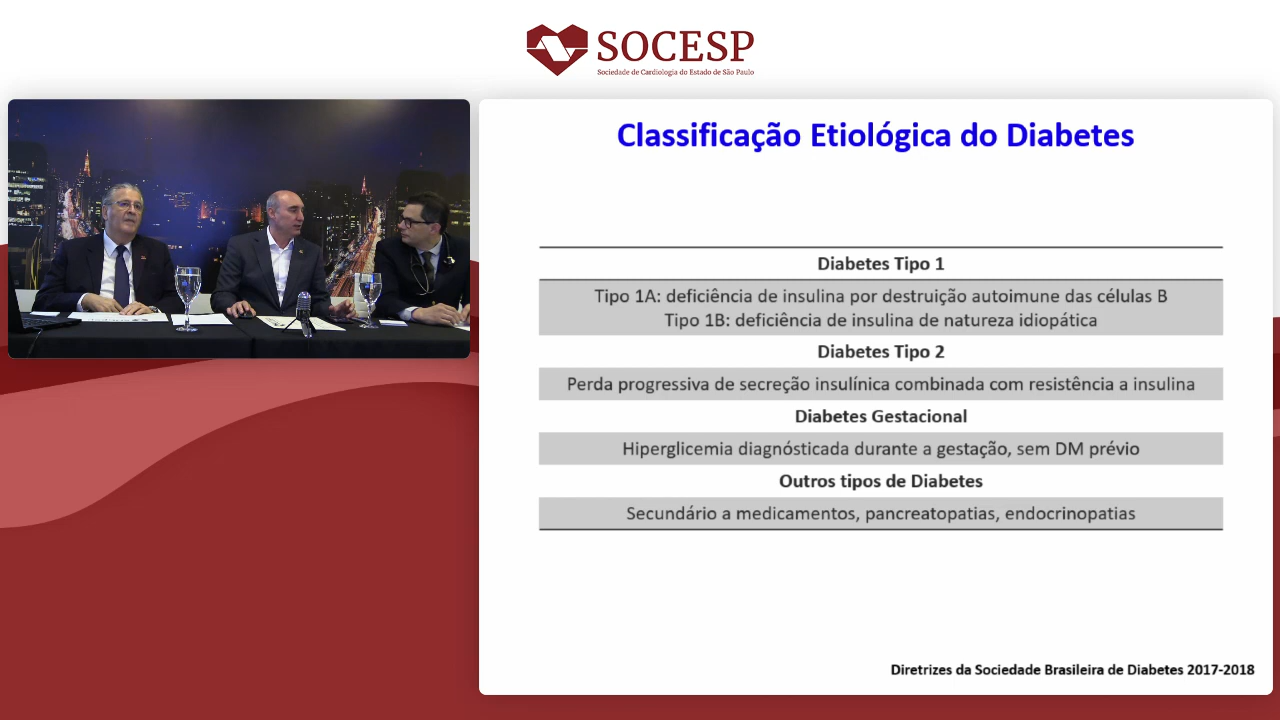 SOCESP
Sociedade de Cardiologia do Estado de São Paulo
Classificação Etiológica do Diabetes
Diabetes Tipo 1
Tipo 1A: deficiência de insulina por destruição autoimune das células B
Tipo 1B: deficiência de insulina de natureza idiopática
Diabetes Tipo 2
Perda progressiva de secreção insulínica combinada com resistência a insulina
Diabetes Gestacional
Hiperglicemia diagnósticada durante a gestação, sem DM prévio
Outros tipos de Diabetes
Secundário a medicamentos, pancreatopatias, endocrinopatias
Diretrizes da Sociedade Brasileira de Diabetes 2017-2018